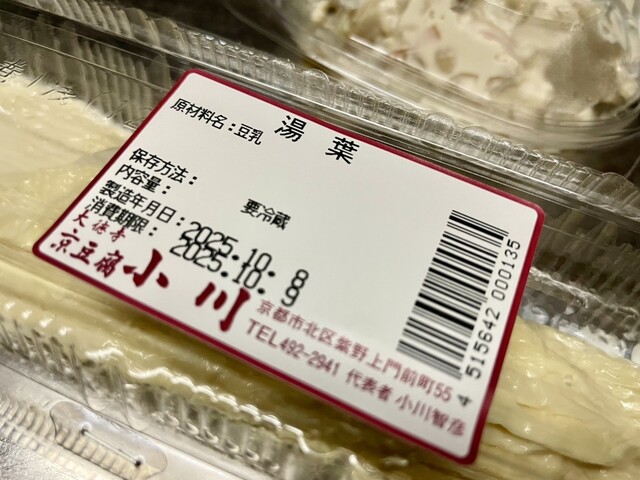 湯葉
原材料名：豆乳
保存方法：
要冷蔵
内容量：
製造年月日：2025.10. 8
消費期限：2025.10. 9
大徳寺
京豆腐小川
京都市北区紫野上門前町55
TEL492-2941 代表者 小川智彦
4 515642 000135